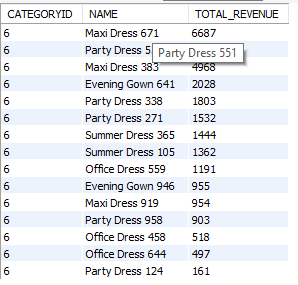 CATEGORYID NAME TOTAL_REVENUE
6 Maxi Dress 671 6687
6 Party Dress 5
Party Dress 551
6 Maxi Dress 383 4968
6 Evening Gown 641 2028
6 Party Dress 338 1803
6 Party Dress 271 1532
6 Summer Dress 365 1444
6 Summer Dress 105 1362
6 Office Dress 559 1191
6 Evening Gown 946 955
6 Maxi Dress 919 954
6 Party Dress 958 903
6 Office Dress 458 518
6 Office Dress 644 497
6 Party Dress 124 161